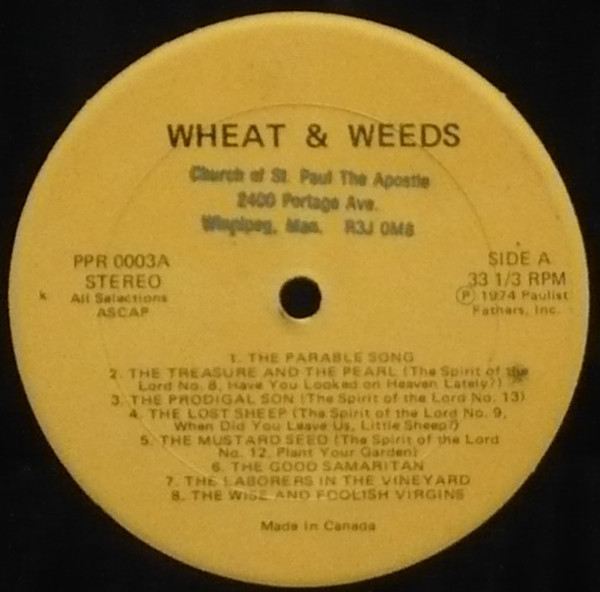 WHEAT & WEEDS
Church of St. Paul The Apostle
2400 Portage Ave.
Winnipeg, Man. R3J 0M8
PPR 0003A
STEREO
All Selections
ASCAP
SIDE A
33 1/3 RPM
Ⓟ 1974 Paulist
Fathers, Inc.
1. THE PARABLE SONG
2. THE TREASURE AND THE PEARL (The Spirit of the
Lord No. 8, Have You Looked on Heaven Lately?)
3. THE PRODIGAL SON (The Spirit of the Lord No. 13)
4. THE LOST SHEEP (The Spirit of the Lord No. 9,
When Did You Leave Us, Little Sheep?)
5. THE MUSTARD SEED (The Spirit of the Lord
No. 12, Plant Your Garden)
6. THE GOOD SAMARITAN
7. THE LABORERS IN THE VINEYARD
8. THE WISE AND FOOLISH VIRGINS
Made in Canada